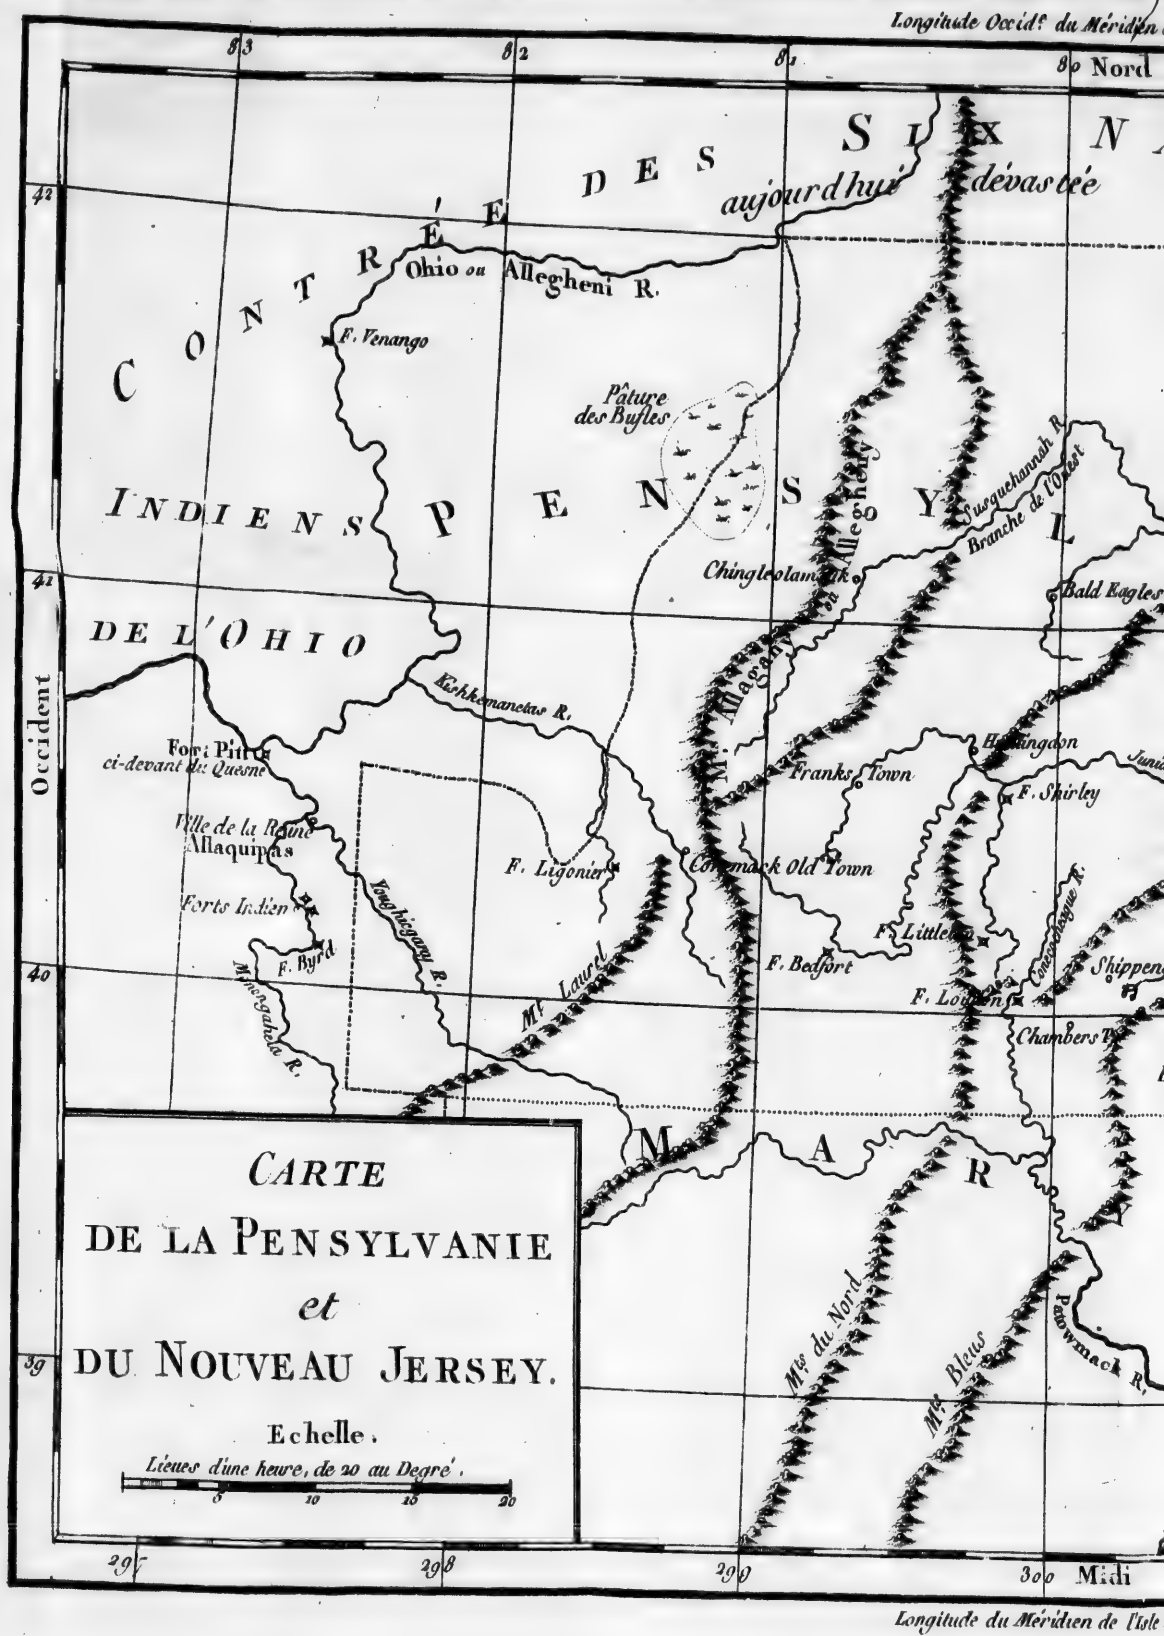 Longitude Occid.e du Méridien
83
82
81
80 Nord
42
CONTRÉE DES SIX
aujourd'hui dévastée
Ohio ou Allegheni R.
F. Venango
Pâture
des Bufles
INDIENS
PENSYL
Susquehannah R.
Branche de l'Ouest
41
Bald Eagles
DE L'OHIO
Kishkemanetas R.
Mt. Allagany ou Allegheny
Occident
Fort Pitt
ci-devant du Quesne
Franks Town
F. Shirley
Ville de la Reine
Allaquipas
F. Ligonier
Old Town
Forts Indien
Youghiogany R.
F. Byrd
F. Bedfort
F. Littleton
Conecocheague R.
40
Monongahela R.
Mt. Laurel
F. Loudon
Shippen
Chambers T.
MAR
CARTE
DE LA PENSYLVANIE
et
DU NOUVEAU JERSEY.
Echelle.
Lieues d'une heure, de 20 au Degré.
5 10 15 20
39
Mts. du Nord
Mts. Bleus
Patowmack R.
297
298
299
300 Midi
Longitude du Méridien de l'Isle